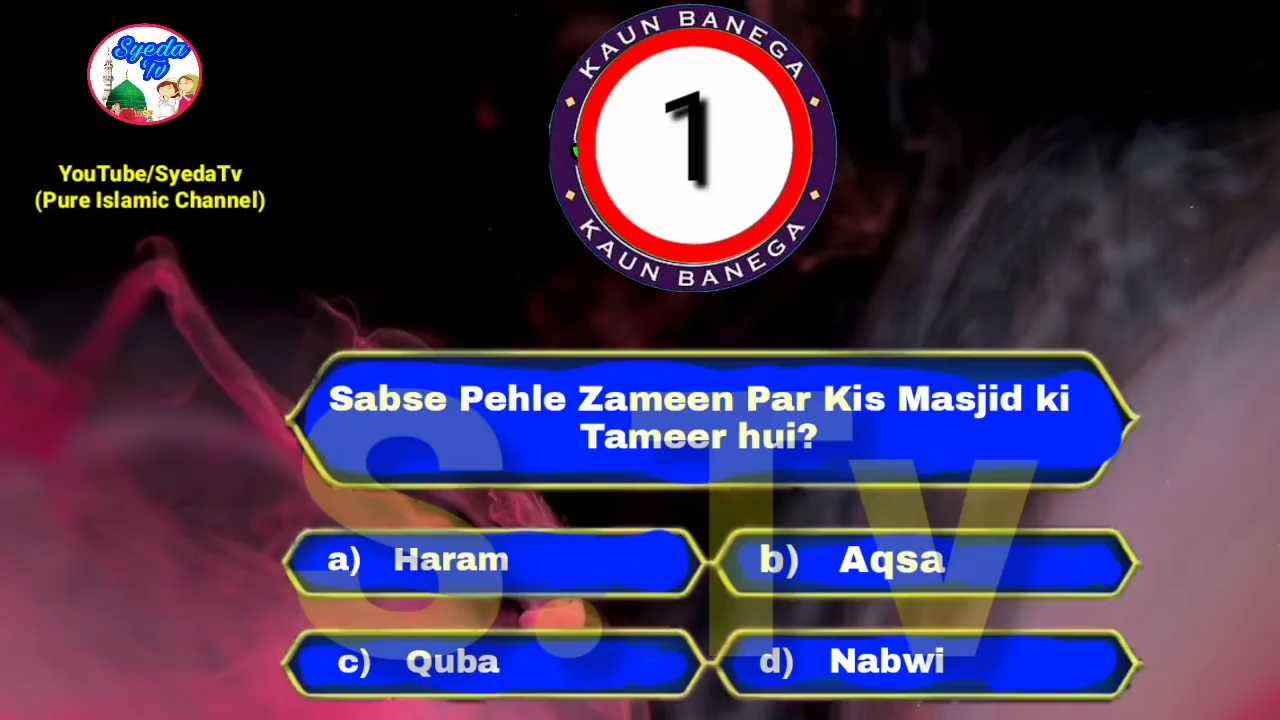 Syeda
Tv
YouTube/SyedaTv
(Pure Islamic Channel)
KAUN BANEGA
1
KAUN BANEGA
Sabse Pehle Zameen Par Kis Masjid ki
Tameer hui?
a) Haram
b) Aqsa
c) Quba
d) Nabwi
S.Tv